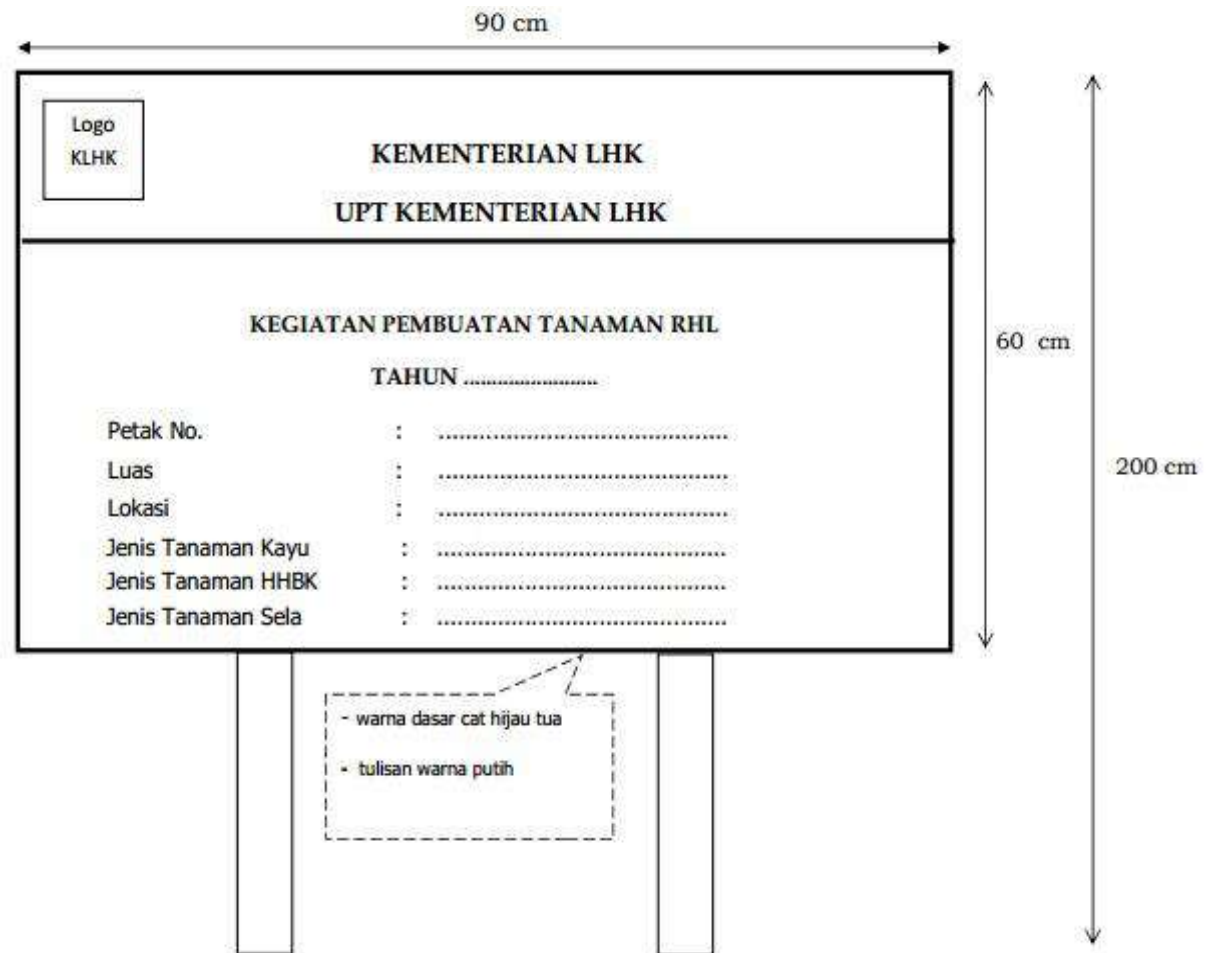 90 cm
Logo
KLHK
KEMENTERIAN LHK
UPT KEMENTERIAN LHK
KEGIATAN PEMBUATAN TANAMAN RHL
TAHUN ........................
60 cm
Petak No. : ...........................................
Luas : ...........................................
200 cm
Lokasi : ...........................................
Jenis Tanaman Kayu : ...........................................
Jenis Tanaman HHBK : ...........................................
Jenis Tanaman Sela : ...........................................
- warna dasar cat hijau tua
- tulisan warna putih